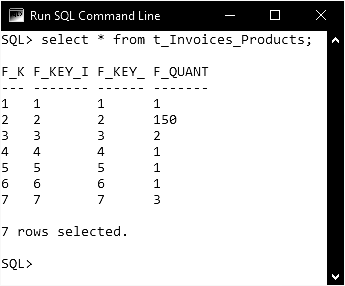 Run SQL Command Line
SQL> select * from t_Invoices_Products;
F_K F_KEY_I F_KEY_ F_QUANT
--- ------- ------ -------
1 1 1 1
2 2 2 150
3 3 3 2
4 4 4 1
5 5 5 1
6 6 6 1
7 7 7 3
7 rows selected.
SQL>